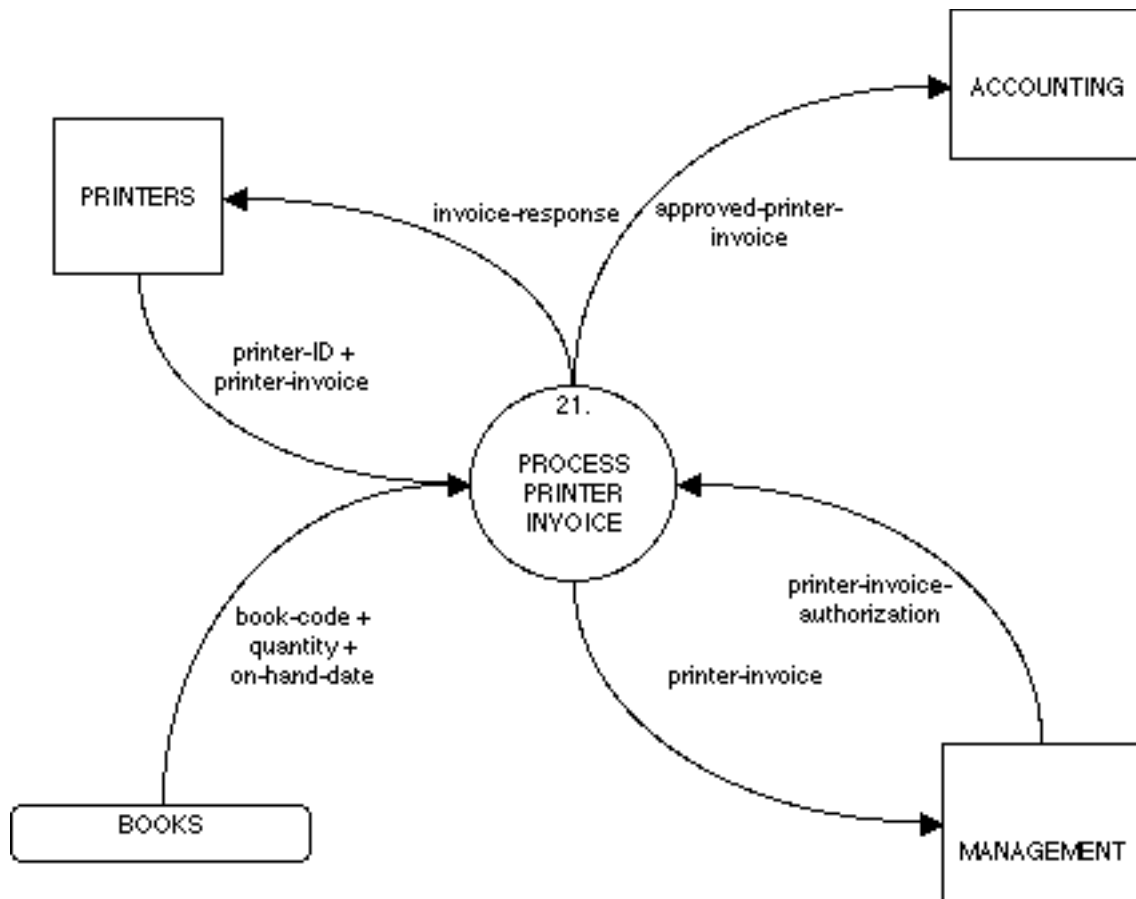 ACCOUNTING
PRINTERS
invoice-response
approved-printer-
invoice
printer-ID +
printer-invoice
21.
PROCESS
PRINTER
INVOICE
book-code +
quantity +
on-hand-date
printer-invoice-
authorization
printer-invoice
BOOKS
MANAGEMENT